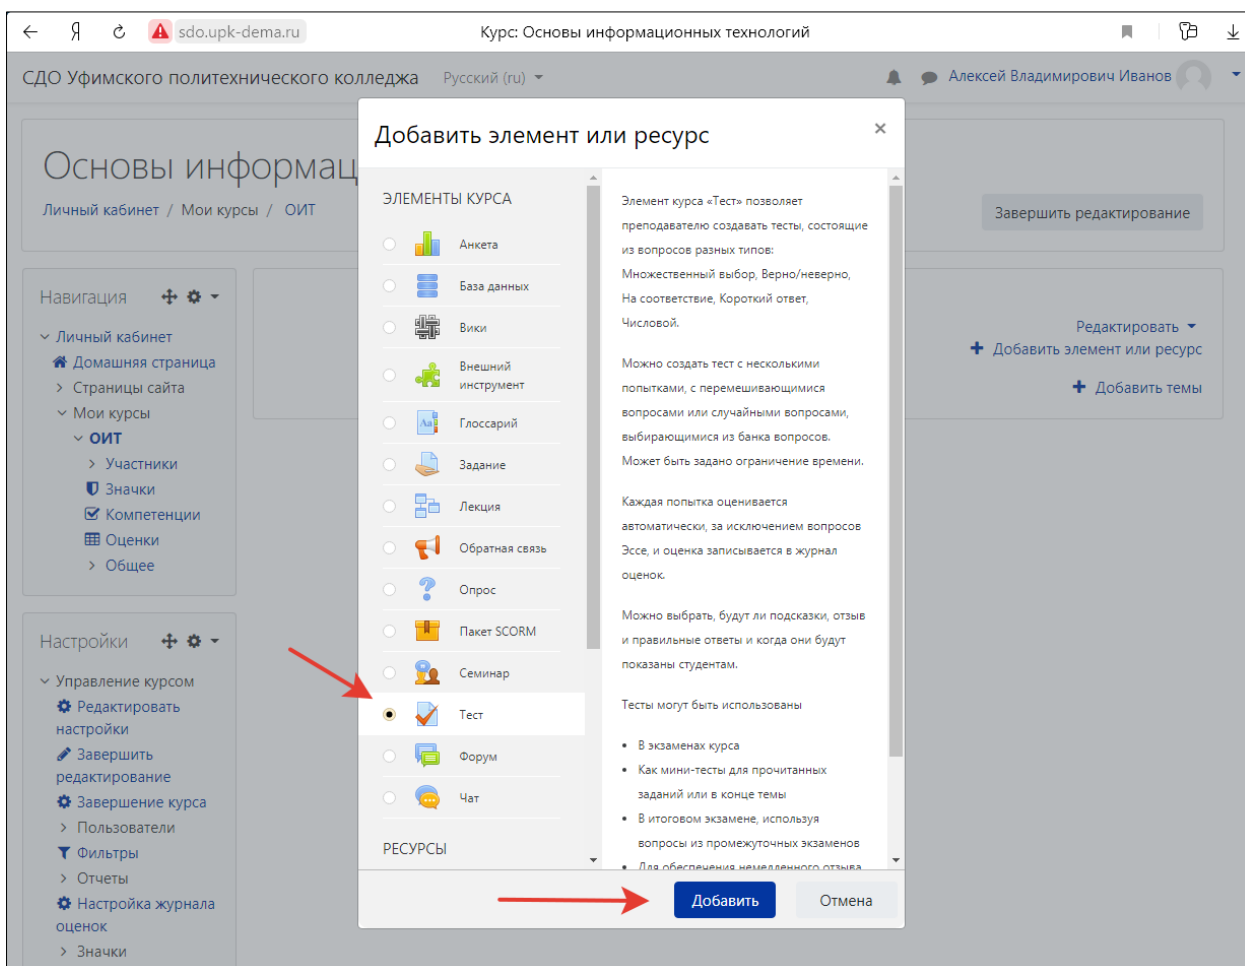 sdo.upk-dema.ru
Курс: Основы информационных технологий
СДО Уфимского политехнического колледжа
Русский (ru)
Алексей Владимирович Иванов
Основы информац
Личный кабинет / Мои курсы / ОИТ
Завершить редактирование
Навигация
Личный кабинет
Домашняя страница
Страницы сайта
Мои курсы
ОИТ
Участники
Значки
Компетенции
Оценки
Общее
Настройки
Управление курсом
Редактировать
настройки
Завершить
редактирование
Завершение курса
Пользователи
Фильтры
Отчеты
Настройка журнала
оценок
Значки
Добавить элемент или ресурс
×
ЭЛЕМЕНТЫ КУРСА
Анкета
База данных
Вики
Внешний
инструмент
Глоссарий
Задание
Лекция
Обратная связь
Опрос
Пакет SCORM
Семинар
Тест
Форум
Чат
РЕСУРСЫ
Элемент курса «Тест» позволяет
преподавателю создавать тесты, состоящие
из вопросов разных типов:
Множественный выбор, Верно/неверно,
На соответствие, Короткий ответ,
Числовой.
Можно создать тест с несколькими
попытками, с перемешивающимися
вопросами или случайными вопросами,
выбирающимися из банка вопросов.
Может быть задано ограничение времени.
Каждая попытка оценивается
автоматически, за исключением вопросов
Эссе, и оценка записывается в журнал
оценок.
Можно выбрать, будут ли подсказки, отзыв
и правильные ответы и когда они будут
показаны студентам.
Тесты могут быть использованы
• В экзаменах курса
• Как мини-тесты для прочитанных
заданий или в конце темы
• В итоговом экзамене, используя
вопросы из промежуточных экзаменов
• Для обеспечения немедленного отзыва
Добавить
Отмена
Редактировать
Добавить элемент или ресурс
Добавить темы